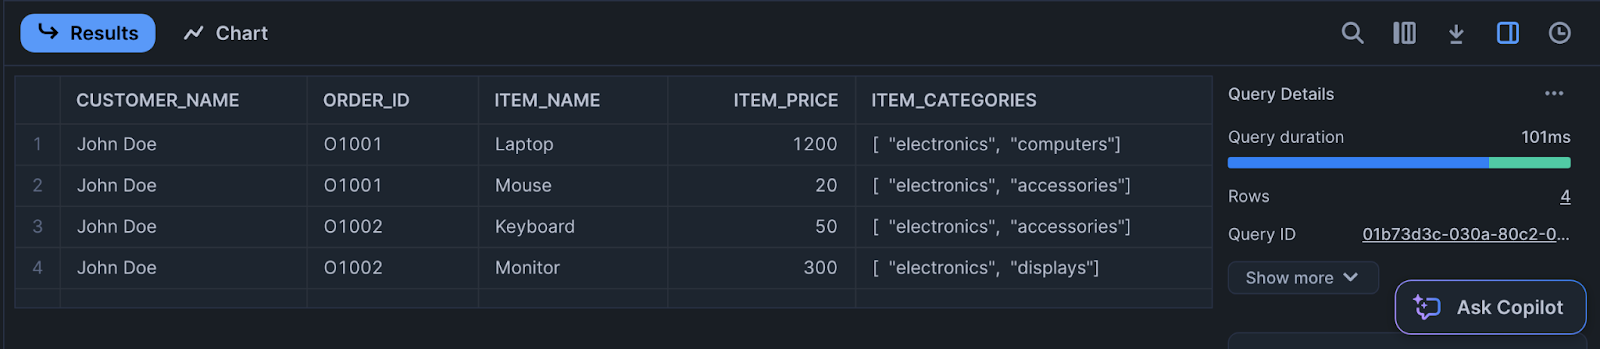 Results Chart
CUSTOMER_NAME ORDER_ID ITEM_NAME ITEM_PRICE ITEM_CATEGORIES
1 John Doe O1001 Laptop 1200 [ "electronics", "computers"]
2 John Doe O1001 Mouse 20 [ "electronics", "accessories"]
3 John Doe O1002 Keyboard 50 [ "electronics", "accessories"]
4 John Doe O1002 Monitor 300 [ "electronics", "displays"]
Query Details ...
Query duration 101ms
Rows 4
Query ID 01b73d3c-030a-80c2-0...
Show more
Ask Copilot